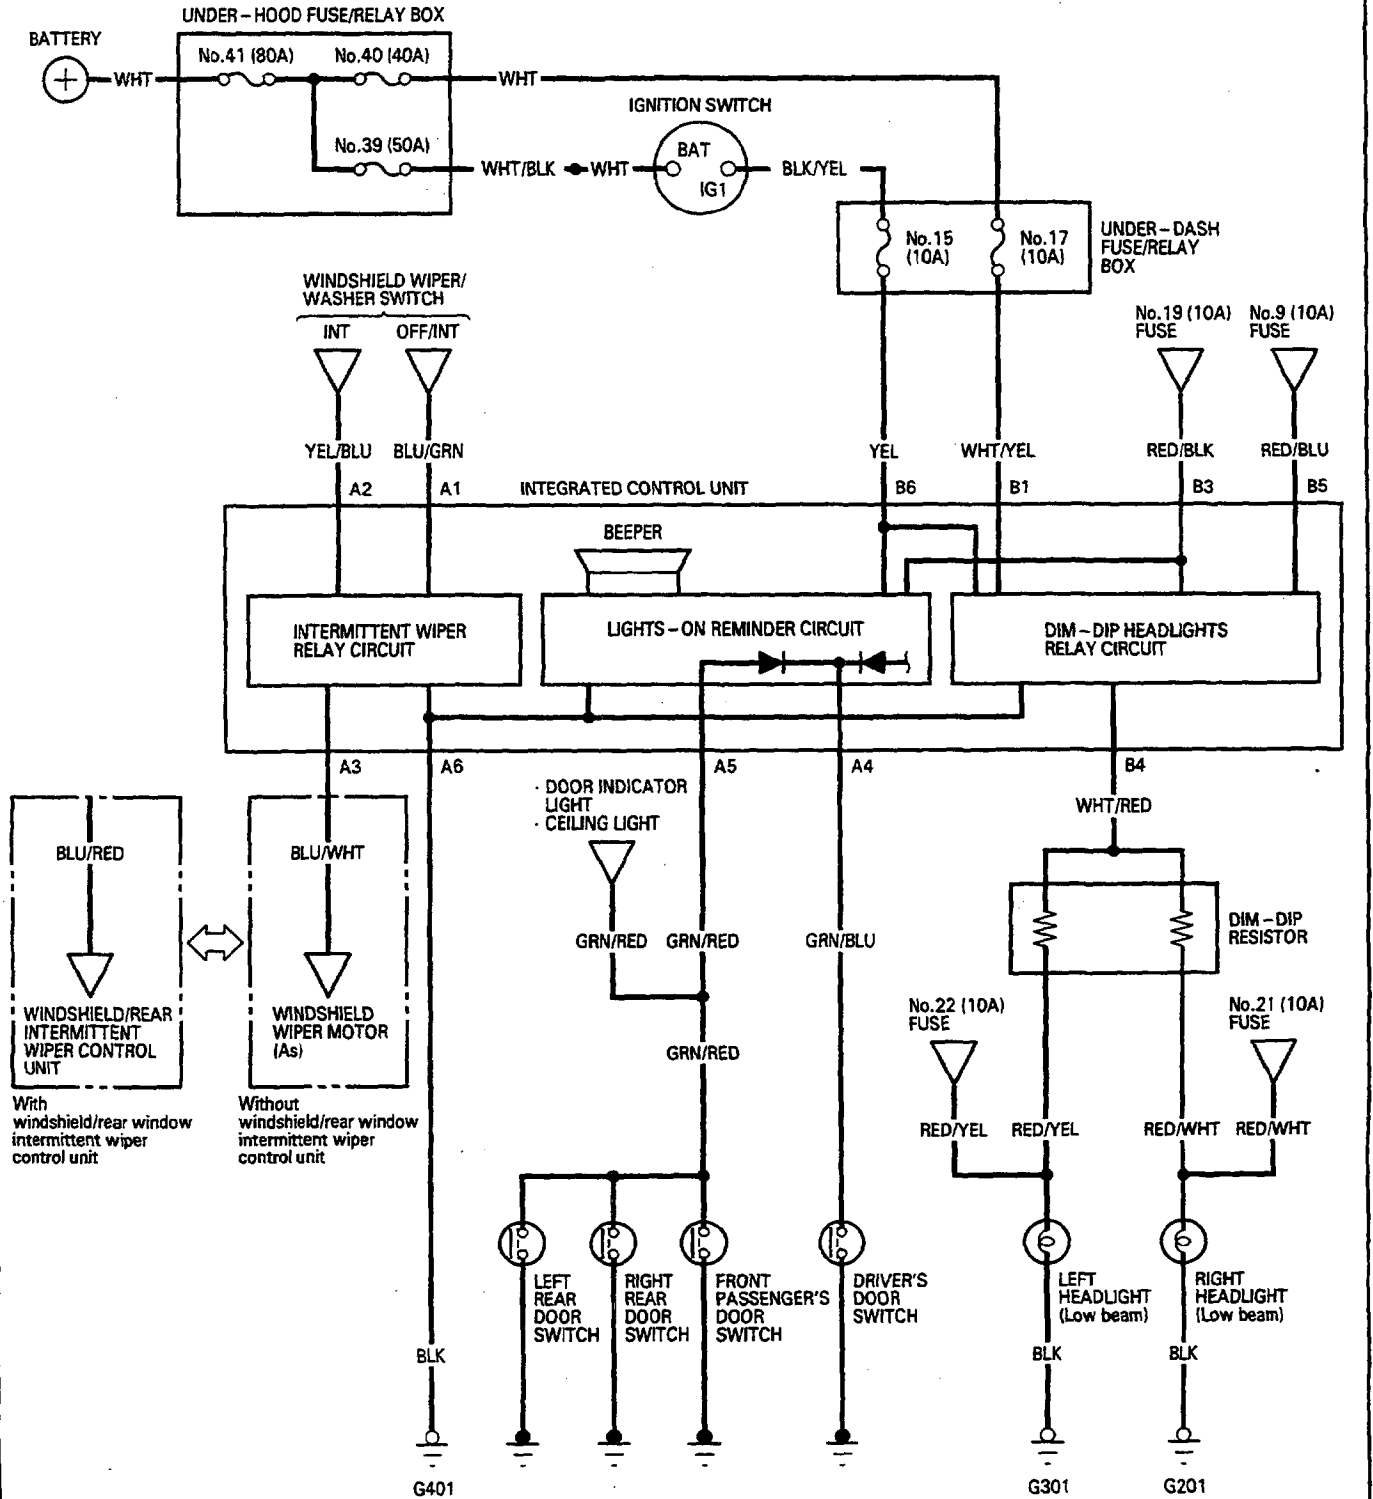 UNDER-HOOD FUSE/RELAY BOX
BATTERY
No.41 (80A)
No.40 (40A)
+
WHT
WHT
IGNITION SWITCH
No.39 (50A)
WHT/BLK
WHT
BAT
IG1
BLK/YEL
No.15
(10A)
No.17
(10A)
UNDER-DASH
FUSE/RELAY
BOX
WINDSHIELD WIPER/
WASHER SWITCH
INT
OFF/INT
No.19 (10A)
FUSE
No.9 (10A)
FUSE
YEL/BLU
BLU/GRN
YEL
WHT/YEL
RED/BLK
RED/BLU
A2
A1
INTEGRATED CONTROL UNIT
B6
B1
B3
B5
BEEPER
INTERMITTENT WIPER
RELAY CIRCUIT
LIGHTS-ON REMINDER CIRCUIT
DIM-DIP HEADLIGHTS
RELAY CIRCUIT
A3
A6
A5
A4
B4
· DOOR INDICATOR
LIGHT
· CEILING LIGHT
WHT/RED
BLU/RED
BLU/WHT
GRN/RED
GRN/RED
GRN/BLU
DIM-DIP
RESISTOR
WINDSHIELD/REAR
INTERMITTENT
WIPER CONTROL
UNIT
WINDSHIELD
WIPER MOTOR
(As)
No.22 (10A)
FUSE
No.21 (10A)
FUSE
GRN/RED
With
windshield/rear window
intermittent wiper
control unit
Without
windshield/rear window
intermittent wiper
control unit
RED/YEL
RED/YEL
RED/WHT
RED/WHT
LEFT
REAR
DOOR
SWITCH
RIGHT
REAR
DOOR
SWITCH
FRONT
PASSENGER'S
DOOR
SWITCH
DRIVER'S
DOOR
SWITCH
LEFT
HEADLIGHT
(Low beam)
RIGHT
HEADLIGHT
(Low beam)
BLK
BLK
BLK
G401
G301
G201